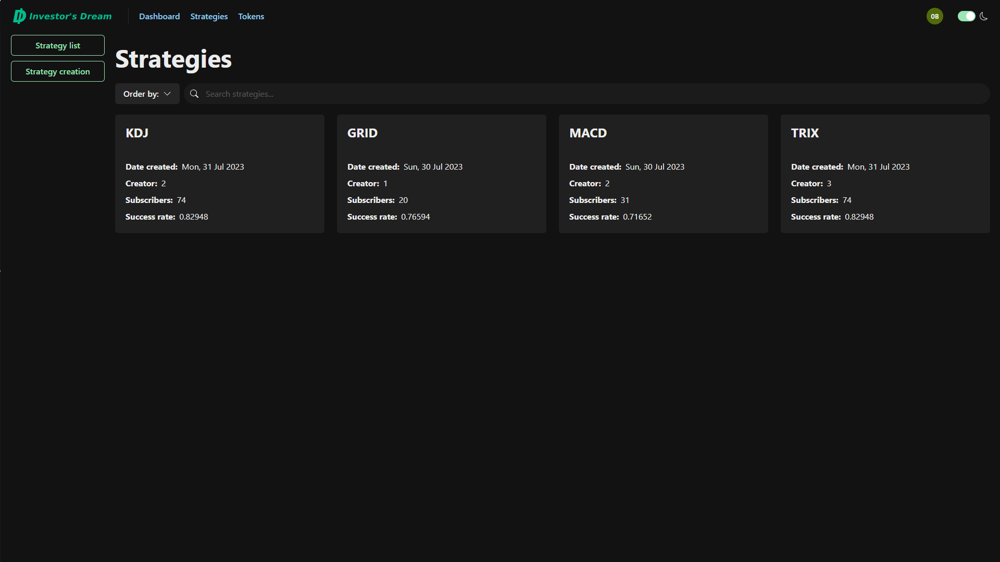 Investor's Dream
Dashboard Strategies Tokens
OB
Strategy list
Strategy creation
Strategies
Order by:
Search strategies...
KDJ
Date created: Mon, 31 Jul 2023
Creator: 2
Subscribers: 74
Success rate: 0.82948
GRID
Date created: Sun, 30 Jul 2023
Creator: 1
Subscribers: 20
Success rate: 0.76594
MACD
Date created: Sun, 30 Jul 2023
Creator: 2
Subscribers: 31
Success rate: 0.71652
TRIX
Date created: Mon, 31 Jul 2023
Creator: 3
Subscribers: 74
Success rate: 0.82948